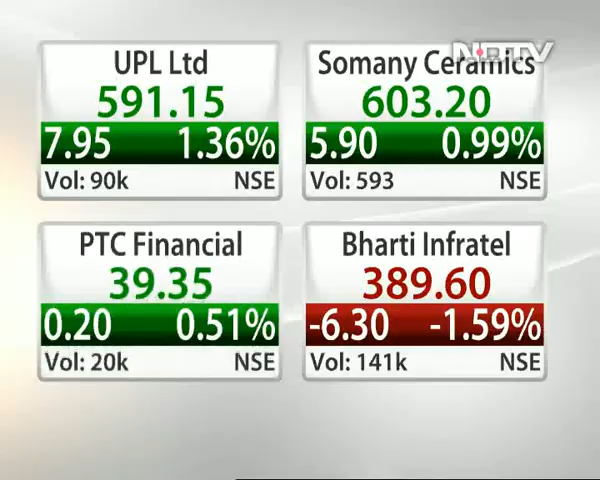 NDTV
UPL Ltd
591.15
7.95 1.36%
Vol: 90k NSE
Somany Ceramics
603.20
5.90 0.99%
Vol: 593 NSE
PTC Financial
39.35
0.20 0.51%
Vol: 20k NSE
Bharti Infratel
389.60
-6.30 -1.59%
Vol: 141k NSE